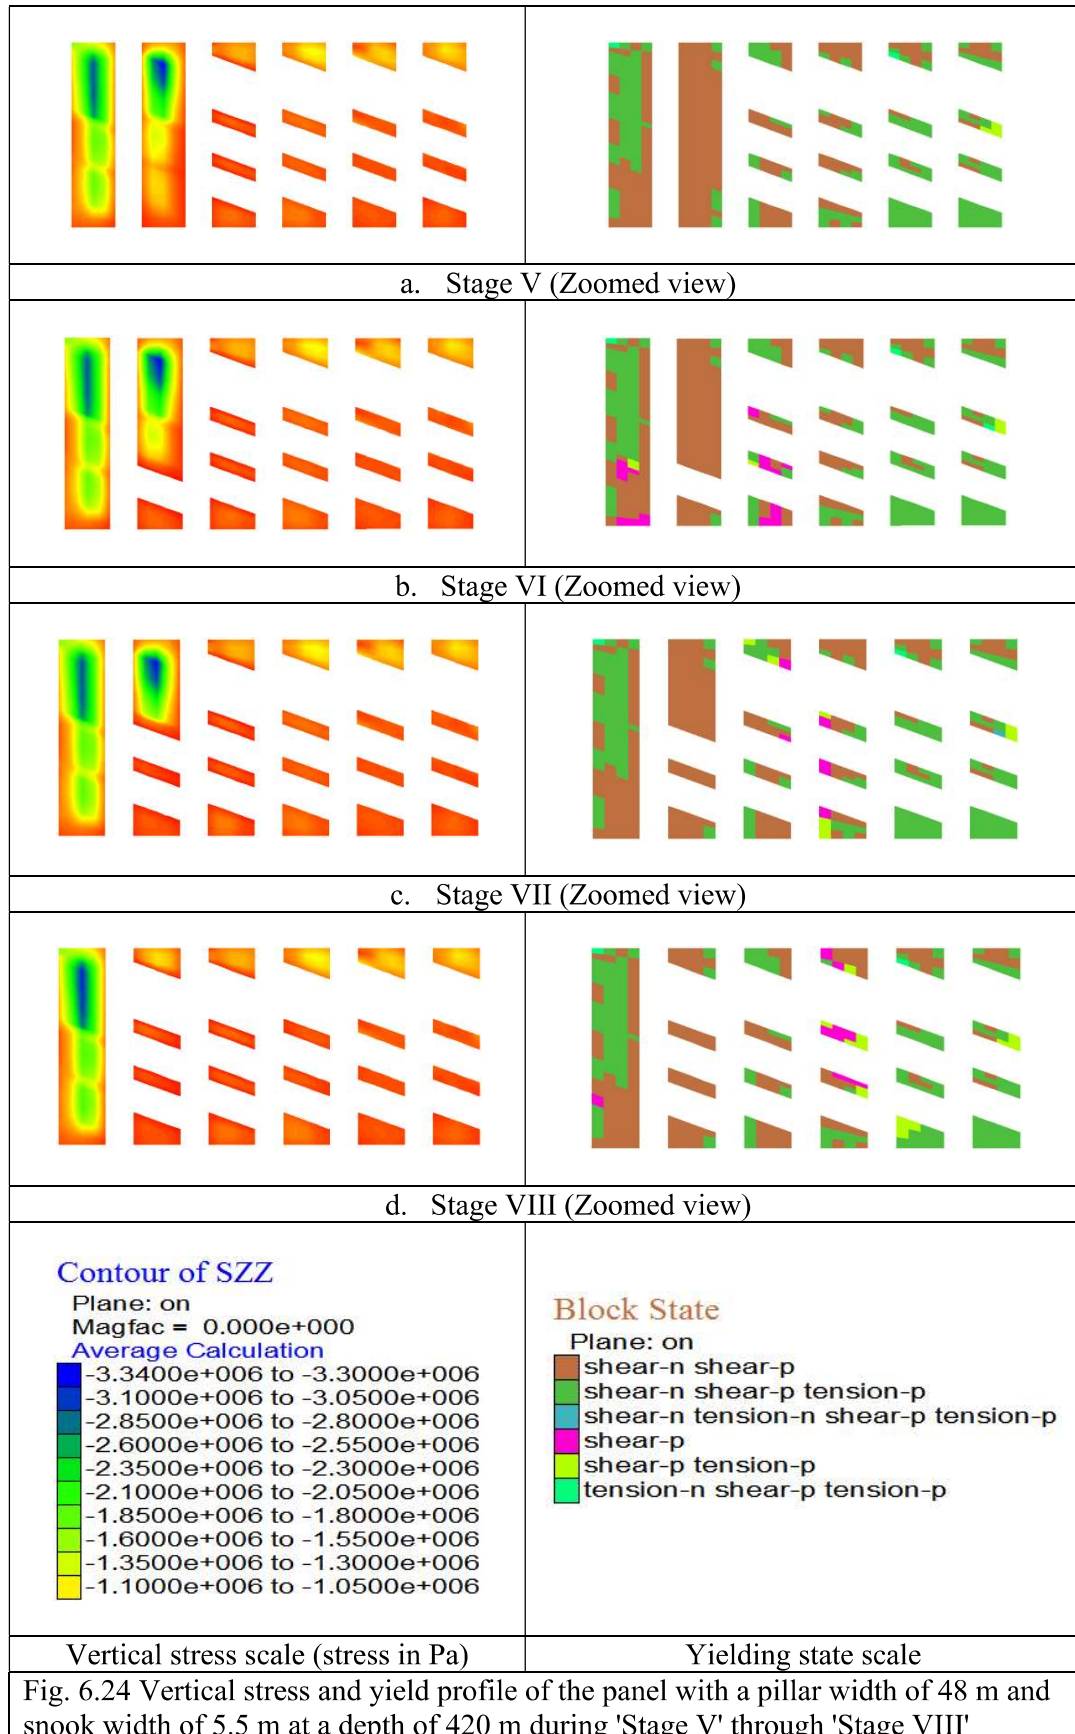 a. Stage V (Zoomed view)
b. Stage VI (Zoomed view)
c. Stage VII (Zoomed view)
d. Stage VIII (Zoomed view)
Contour of SZZ
Plane: on
Magfac = 0.000e+000
Average Calculation
-3.3400e+006 to -3.3000e+006
-3.1000e+006 to -3.0500e+006
-2.8500e+006 to -2.8000e+006
-2.6000e+006 to -2.5500e+006
-2.3500e+006 to -2.3000e+006
-2.1000e+006 to -2.0500e+006
-1.8500e+006 to -1.8000e+006
-1.6000e+006 to -1.5500e+006
-1.3500e+006 to -1.3000e+006
-1.1000e+006 to -1.0500e+006
Block State
Plane: on
shear-n shear-p
shear-n shear-p tension-p
shear-n tension-n shear-p tension-p
shear-p
shear-p tension-p
tension-n shear-p tension-p
Vertical stress scale (stress in Pa)
Yielding state scale
Fig. 6.24 Vertical stress and yield profile of the panel with a pillar width of 48 m and
snook width of 5.5 m at a depth of 420 m during 'Stage V' through 'Stage VIII'